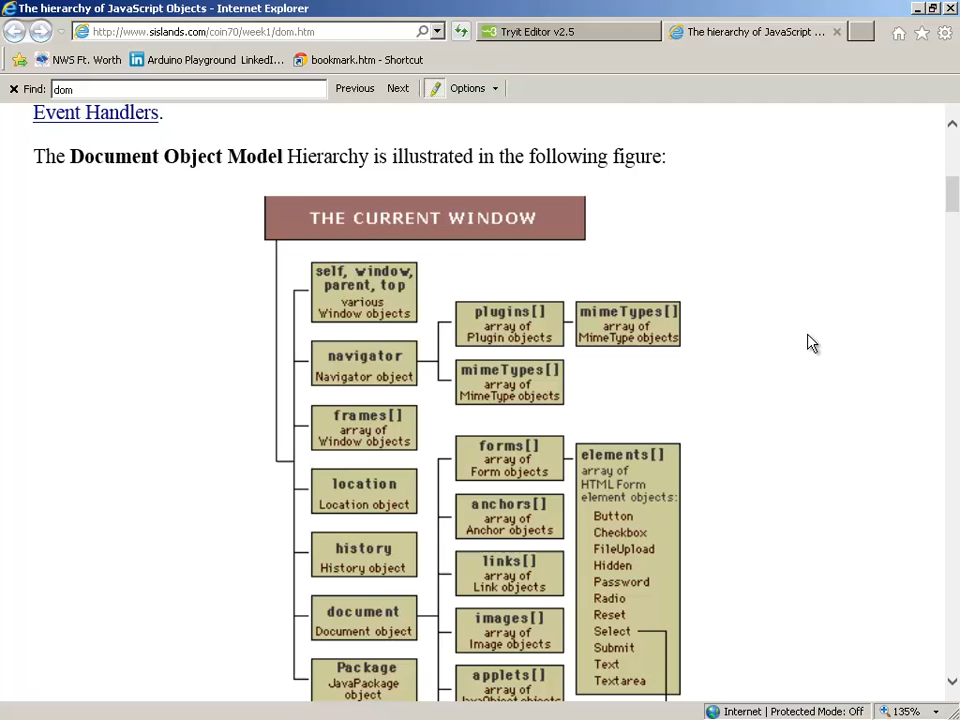 The hierarchy of JavaScript Objects - Internet Explorer
http://www.sislands.com/coin70/week1/dom.htm
Tryit Editor v2.5
The hierarchy of JavaScript ...
NWS Ft. Worth
Arduino Playground LinkedI...
bookmark.htm - Shortcut
Find: dom
Previous
Next
Options
Event Handlers.
The Document Object Model Hierarchy is illustrated in the following figure:
THE CURRENT WINDOW
self, window,
parent, top
various
Window objects
plugins[]
array of
Plugin objects
mimeTypes[]
array of
MimeType objects
navigator
Navigator object
mimeTypes[]
array of
MimeType objects
frames[]
array of
Window objects
forms[]
array of
Form objects
elements[]
array of
HTML Form
element objects:
Button
Checkbox
FileUpload
Hidden
Password
Radio
Reset
Select
Submit
Text
Textarea
location
Location object
anchors[]
array of
Anchor objects
history
History object
links[]
array of
Link objects
document
Document object
images[]
array of
Image objects
Package
JavaPackage
object
applets[]
array of
JavaObject objects
Internet | Protected Mode: Off
135%